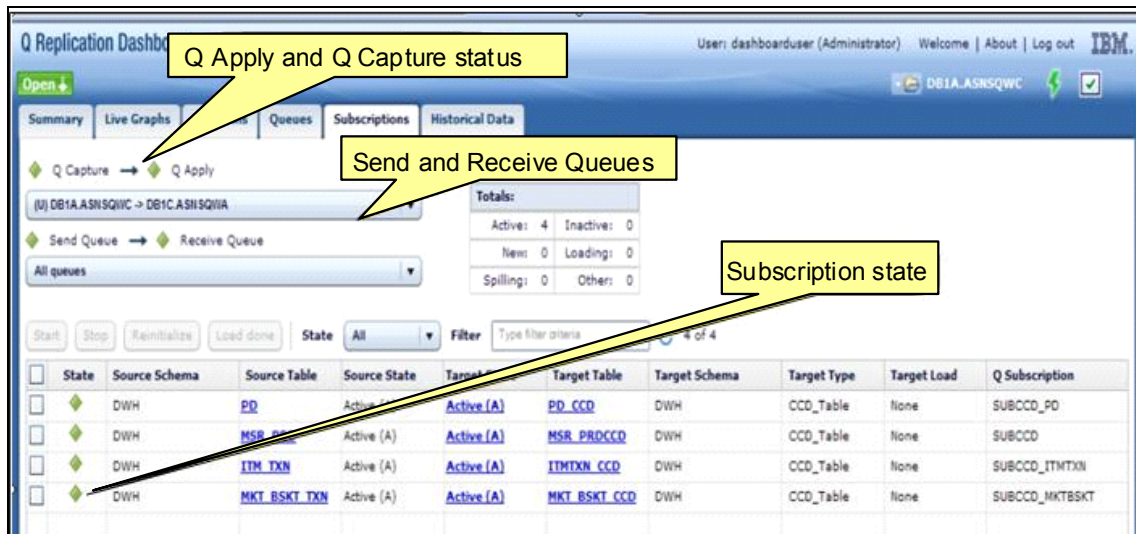 Q Replication Dashbo
User: dashboarduser (Administrator) Welcome | About | Log out IBM.
Q Apply and Q Capture status
Open
DB1A.ASNSQWC
Summary Live Graphs Queues Subscriptions Historical Data
Q Capture → Q Apply
Send and Receive Queues
(U) DB1A.ASNSQWC -> DB1C.ASNSQWA
Totals:
Active: 4 Inactive: 0
Send Queue → Receive Queue
New: 0 Loading: 0
All queues
Spilling: 0 Other: 0
Subscription state
Start Stop Reinitialize Load done State All Filter Type filter criteria 4 of 4
State Source Schema Source Table Source State Target Target Table Target Schema Target Type Target Load Q Subscription
DWH PD Active (A) Active (A) PD_CCD DWH CCD_Table None SUBCCD_PD
DWH MSR Active (A) Active (A) MSR_PRDCCD DWH CCD_Table None SUBCCD
DWH ITM_TXN Active (A) Active (A) ITMTXN_CCD DWH CCD_Table None SUBCCD_ITMTXN
DWH MKT_BSKT_TXN Active (A) Active (A) MKT_BSKT_CCD DWH CCD_Table None SUBCCD_MKTBSKT